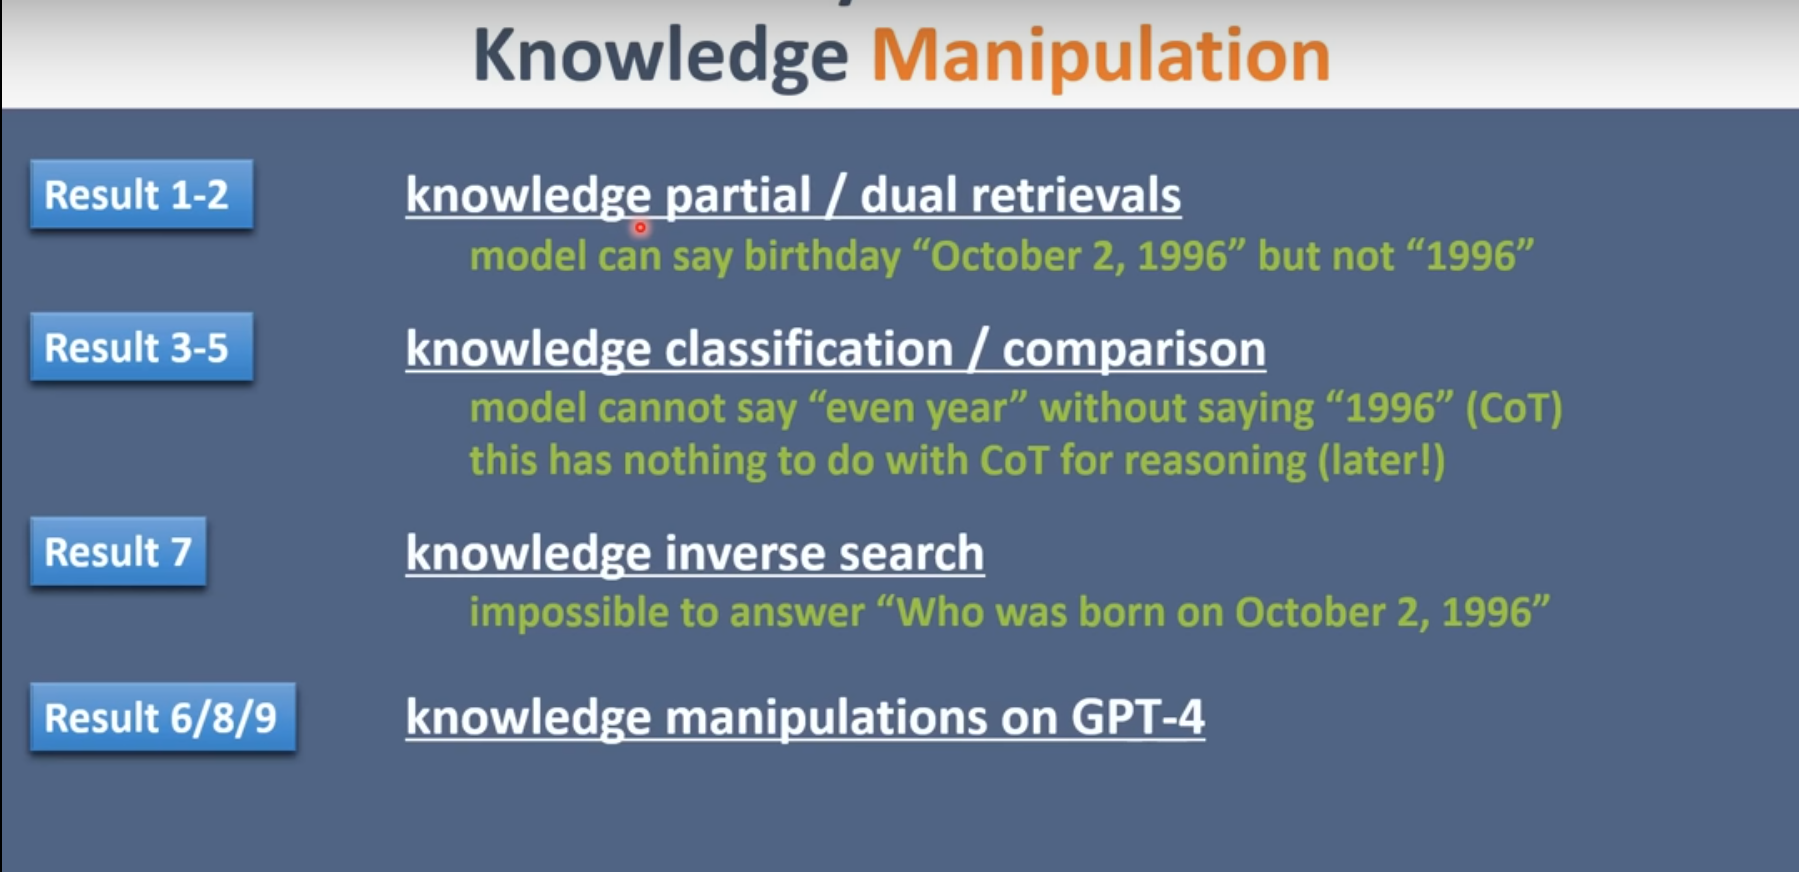 Knowledge Manipulation
Result 1-2
knowledge partial / dual retrievals
model can say birthday “October 2, 1996” but not “1996”
Result 3-5
knowledge classification / comparison
model cannot say “even year” without saying “1996” (CoT)
this has nothing to do with CoT for reasoning (later!)
Result 7
knowledge inverse search
impossible to answer “Who was born on October 2, 1996”
Result 6/8/9
knowledge manipulations on GPT-4